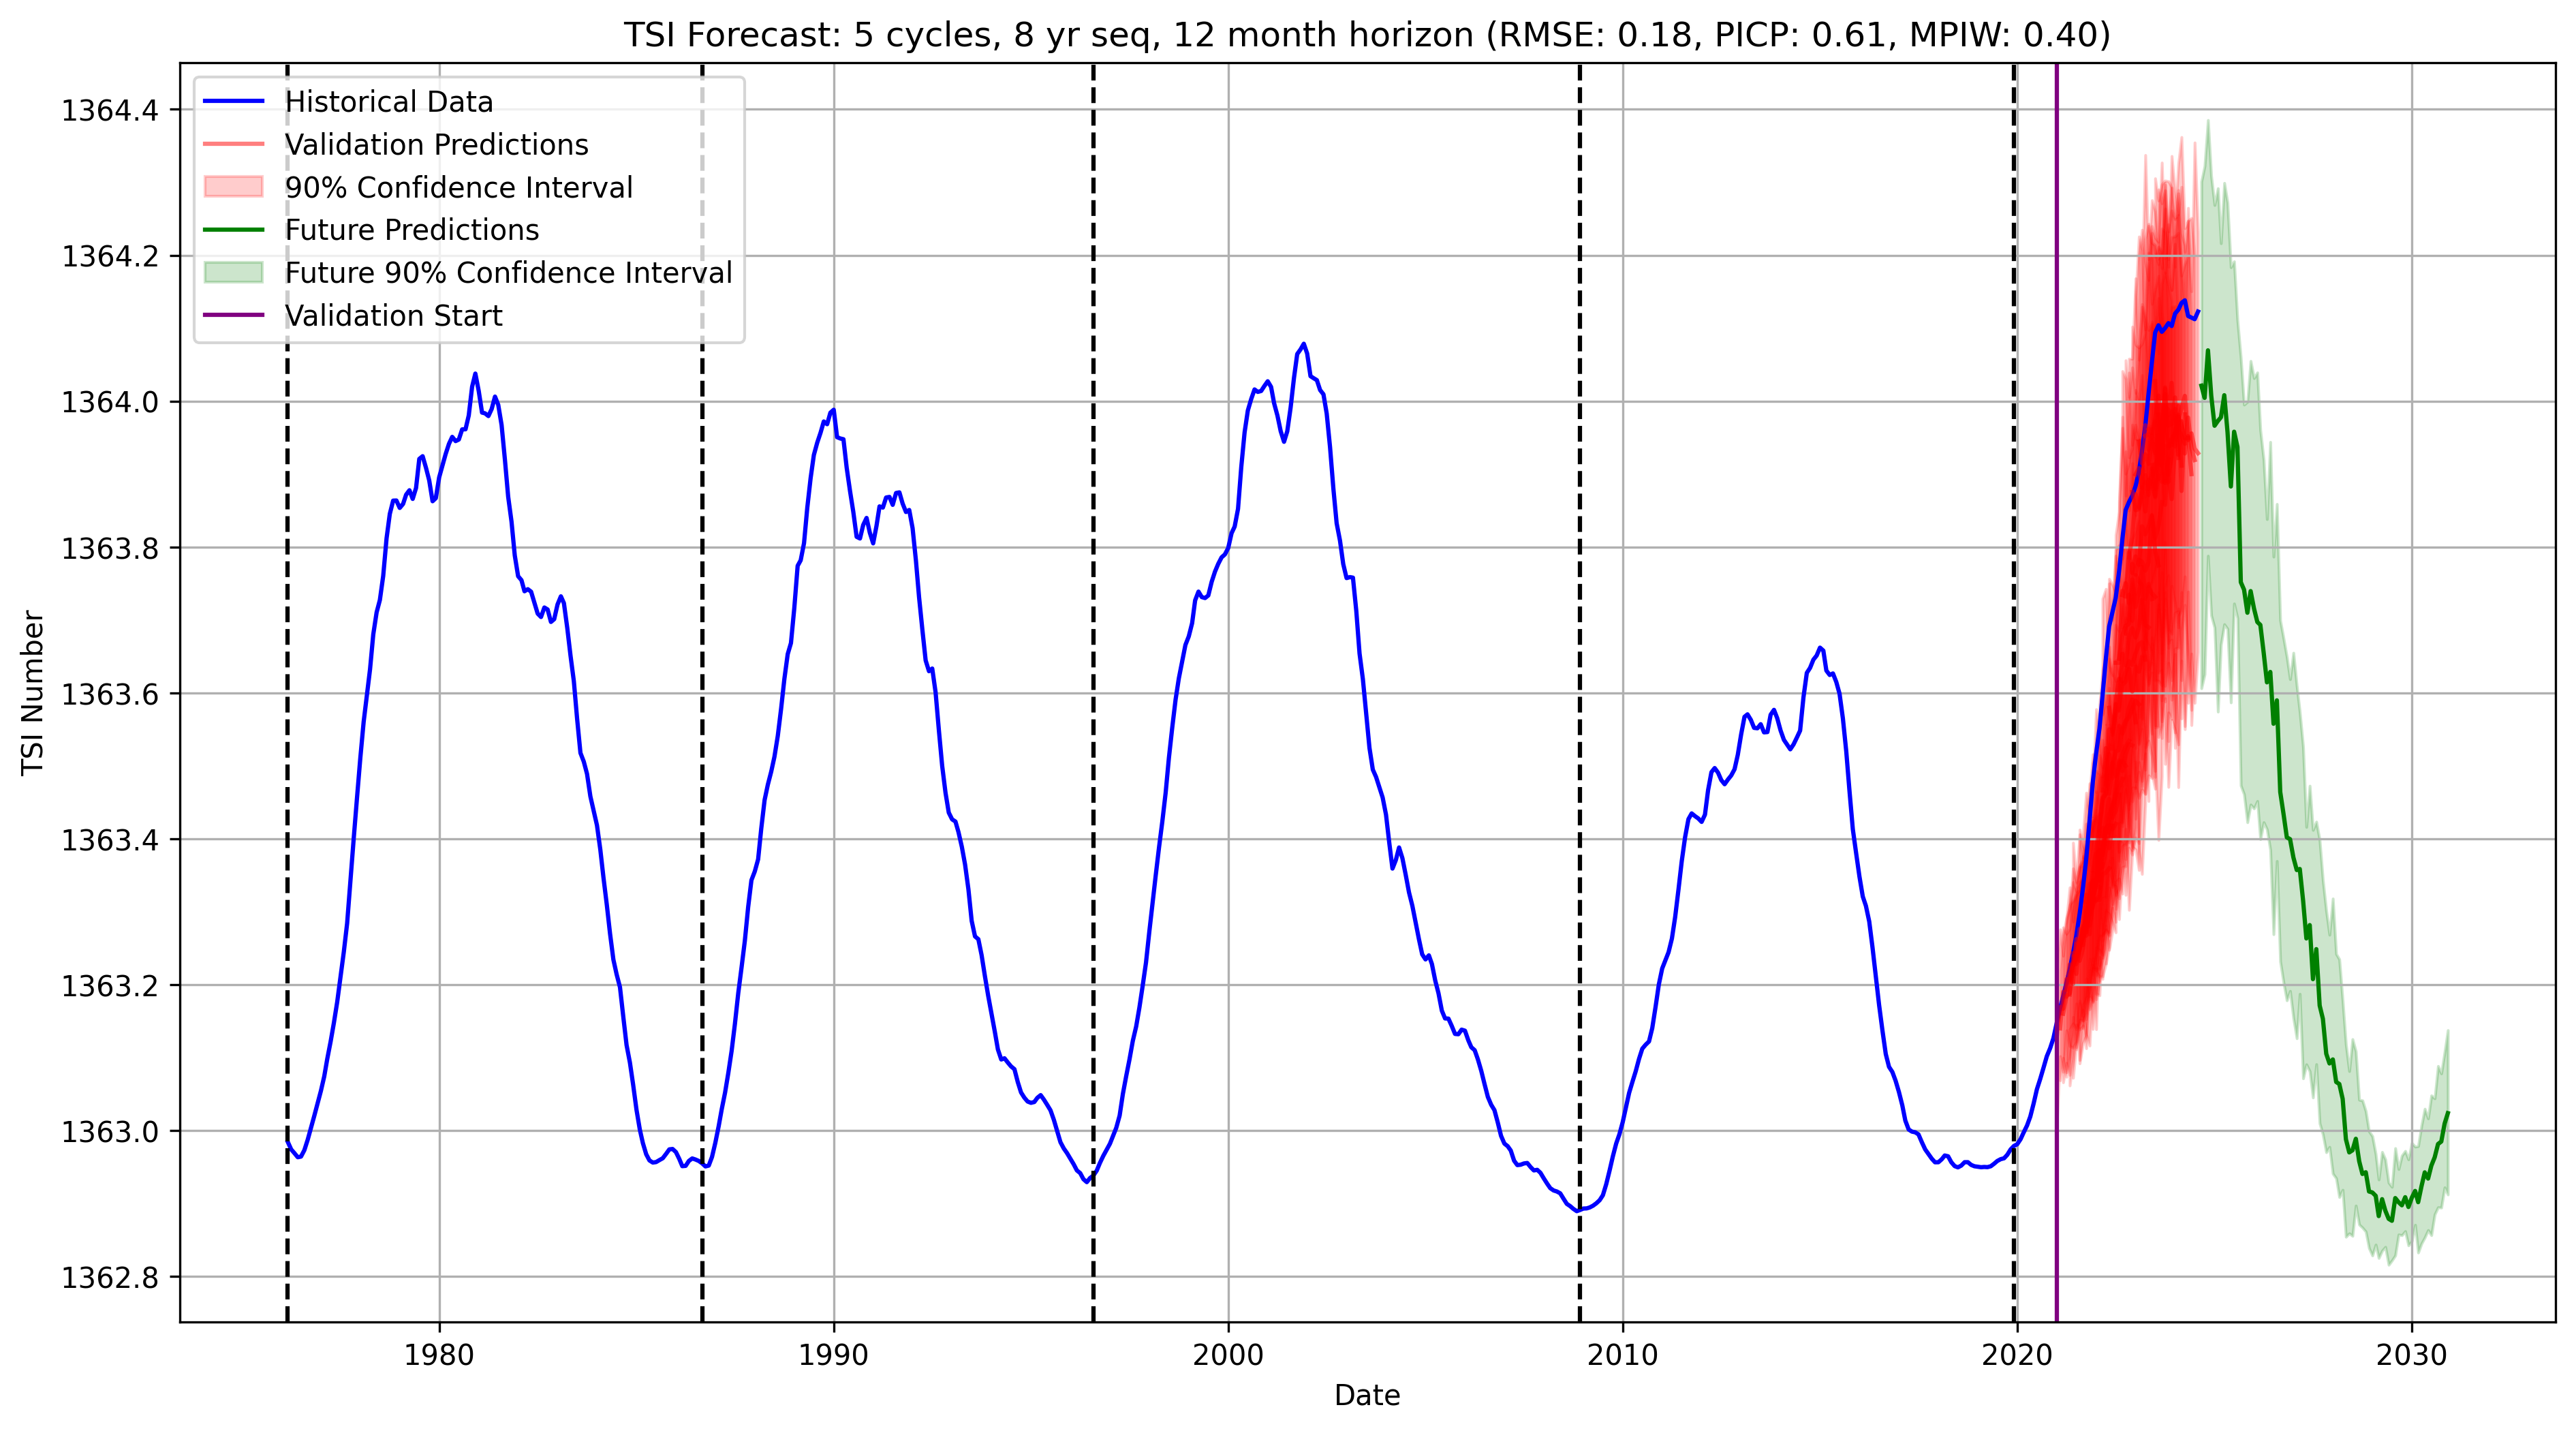 TSI Forecast: 5 cycles, 8 yr seq, 12 month horizon (RMSE: 0.18, PICP: 0.61, MPIW: 0.40)
Historical Data
Validation Predictions
90% Confidence Interval
Future Predictions
Future 90% Confidence Interval
Validation Start
TSI Number
1364.4
1364.2
1364.0
1363.8
1363.6
1363.4
1363.2
1363.0
1362.8
1980 1990 2000 2010 2020 2030
Date